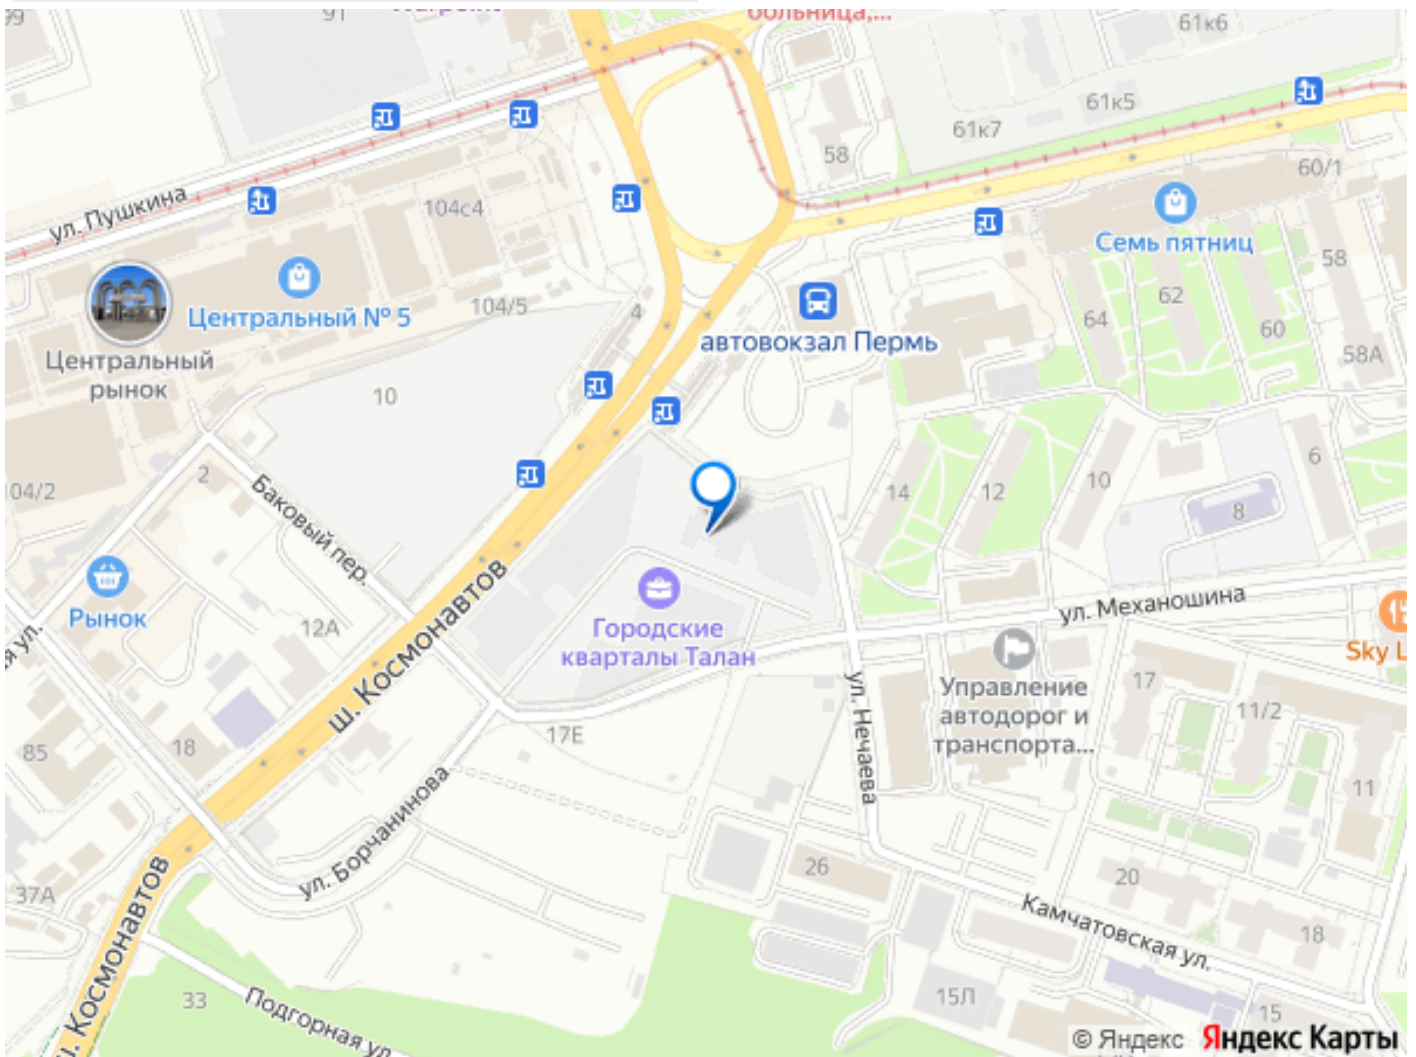 91
больница,...
61к6
61к5
61к7
58
60/1
ул. Пушкина
104с4
Семь пятниц
58
Центральный № 5
104/5
4
62
64
60
автовокзал Пермь
58А
Центральный
рынок
10
6
2
104/2
Баковый пер.
14
12
10
8
Рынок
12А
ш. Космонавтов
Городские
кварталы Талан
ул. Механошина
Sky L
Управление
автодорог и
транспорта...
ул. Нечаева
17
11/2
17Е
18
85
11
ул. Борчанинова
26
20
37А
Камчатовская ул.
18
ш. Космонавтов
33
Подгорная ул.
15Л
15
© Яндекс Яндекс Карты